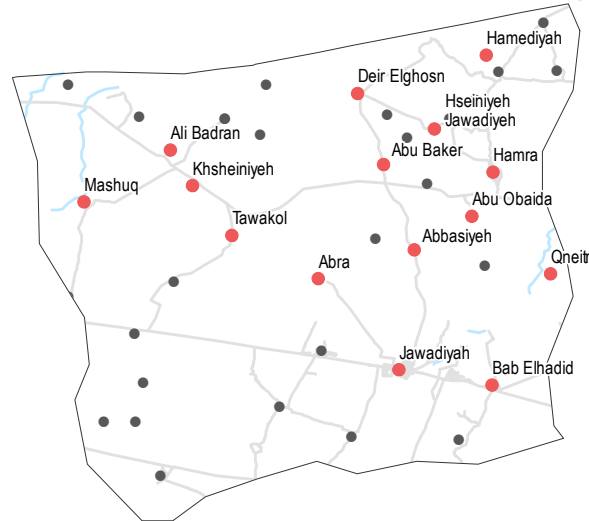 Hamediyah
Deir Elghosn
Hseiniyeh
Jawadiyeh
Ali Badran
Abu Baker
Hamra
Khsheiniyeh
Mashuq
Abu Obaida
Tawakol
Abbasiyeh
Qneitr
Abra
Jawadiyah
Bab Elhadid